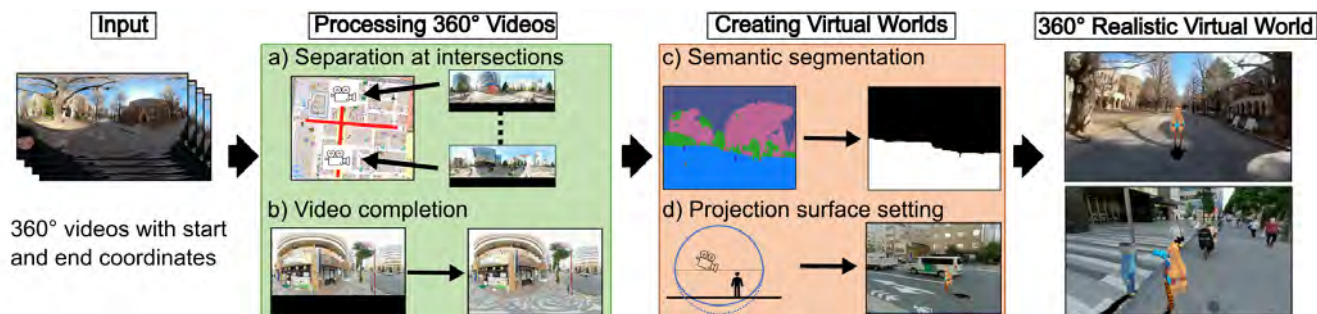 Input
Processing 360° Videos
Creating Virtual Worlds
360° Realistic Virtual World
a) Separation at intersections
c) Semantic segmentation
b) Video completion
d) Projection surface setting
360° videos with start
and end coordinates